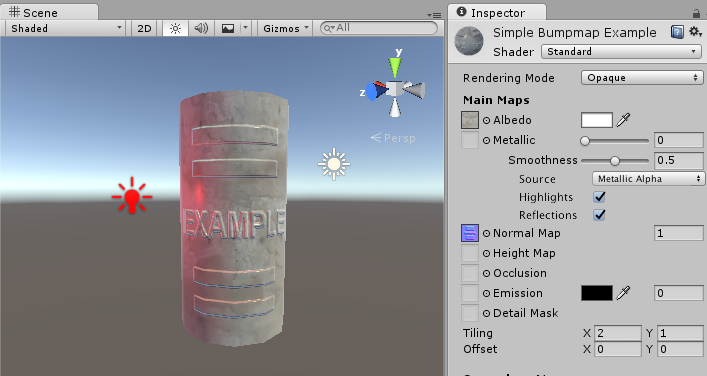 Scene
Shaded
2D
Gizmos
All
y
z
Persp
EXAMPLE
Inspector
Simple Bumpmap Example
Shader Standard
Rendering Mode Opaque
Main Maps
Albedo
Metallic 0
Smoothness 0.5
Source Metallic Alpha
Highlights
Reflections
Normal Map 1
Height Map
Occlusion
Emission 0
Detail Mask
Tiling X 2 Y 1
Offset X 0 Y 0